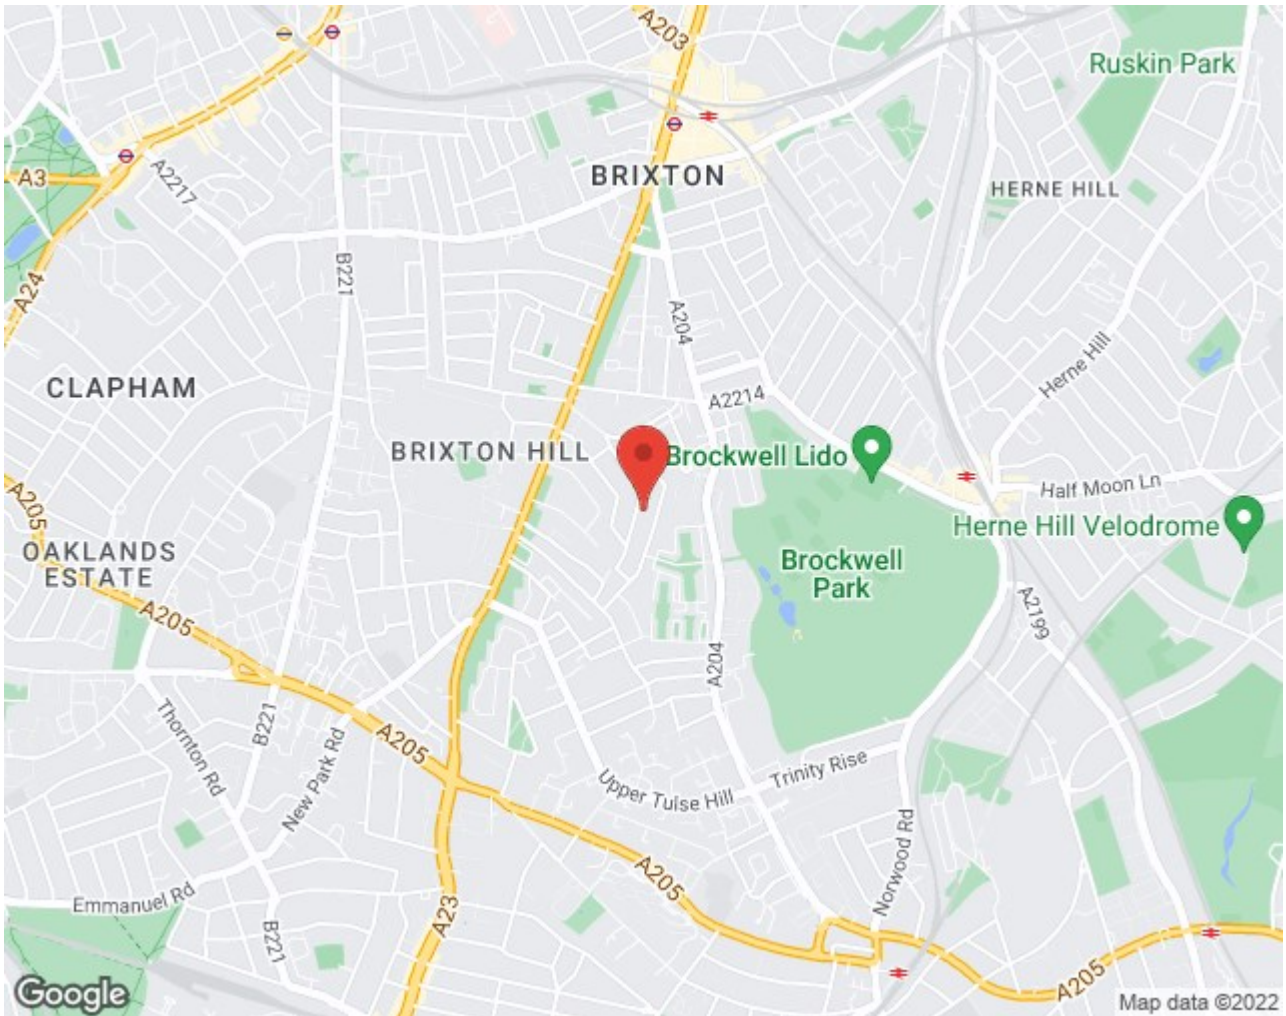 A203
Ruskin Park
A2217
A3
BRIXTON
HERNE HILL
B221
A24
A204
Herne Hill
CLAPHAM
A2214
BRIXTON HILL
Brockwell Lido
Half Moon Ln
A205
Herne Hill Velodrome
OAKLANDS
ESTATE
Brockwell
Park
A205
A2199
A204
Thornton Rd
B221
New Park Rd
A205
Upper Tulse Hill
Trinity Rise
A205
Norwood Rd
Emmanuel Rd
A23
B221
A205
Google
Map data ©2022